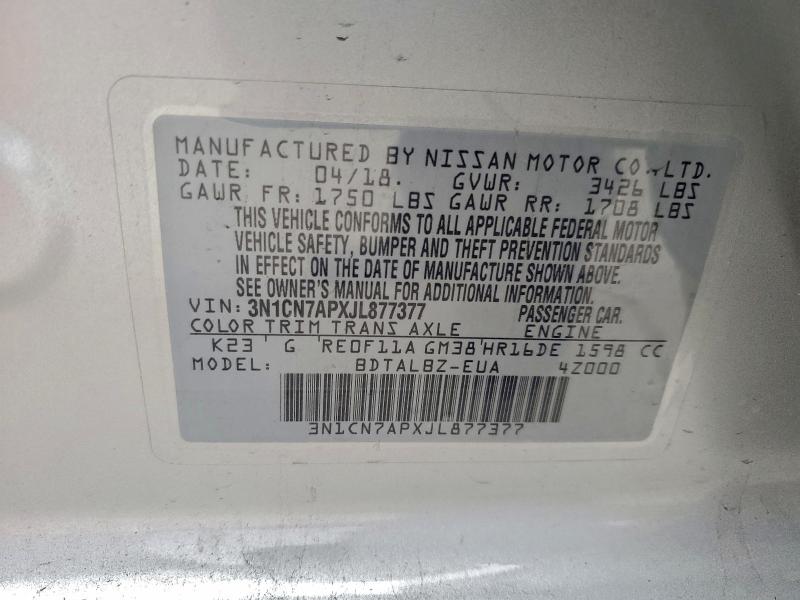 MANUFACTURED BY NISSAN MOTOR CO.,LTD.
DATE: 04/18. GVWR: 3426 LBS
GAWR FR: 1750 LBS GAWR RR: 1708 LBS
THIS VEHICLE CONFORMS TO ALL APPLICABLE FEDERAL MOTOR
VEHICLE SAFETY, BUMPER AND THEFT PREVENTION STANDARDS
IN EFFECT ON THE DATE OF MANUFACTURE SHOWN ABOVE.
SEE OWNER'S MANUAL FOR ADDITIONAL INFORMATION.
VIN: 3N1CN7APXJL877377 PASSENGER CAR.
COLOR TRIM TRANS AXLE ENGINE
K23 G RE0F11A GM38 HR16DE 1598 CC
MODEL: BDTALBZ-EUA 4Z000
3N1CN7APXJL877377